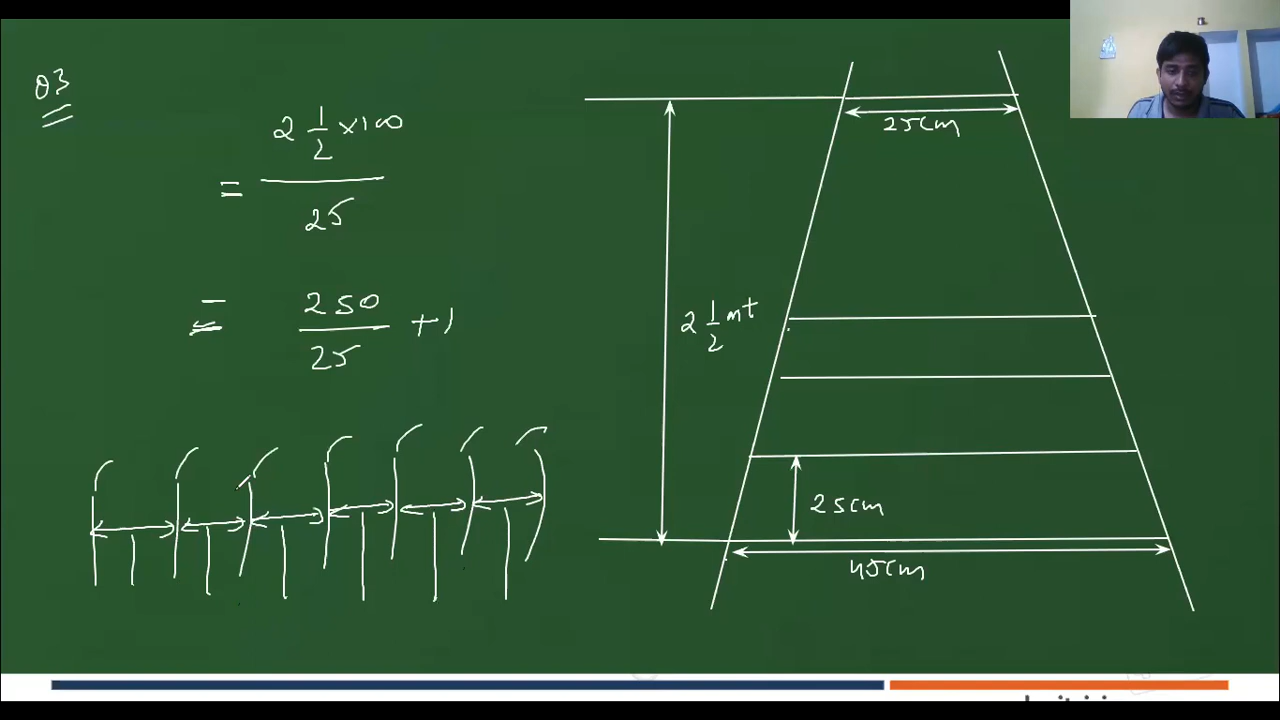 Q3
2 1/2 ×100
=
25
= 250/25 + 1
25cm
2 1/2 mt
25cm
45cm